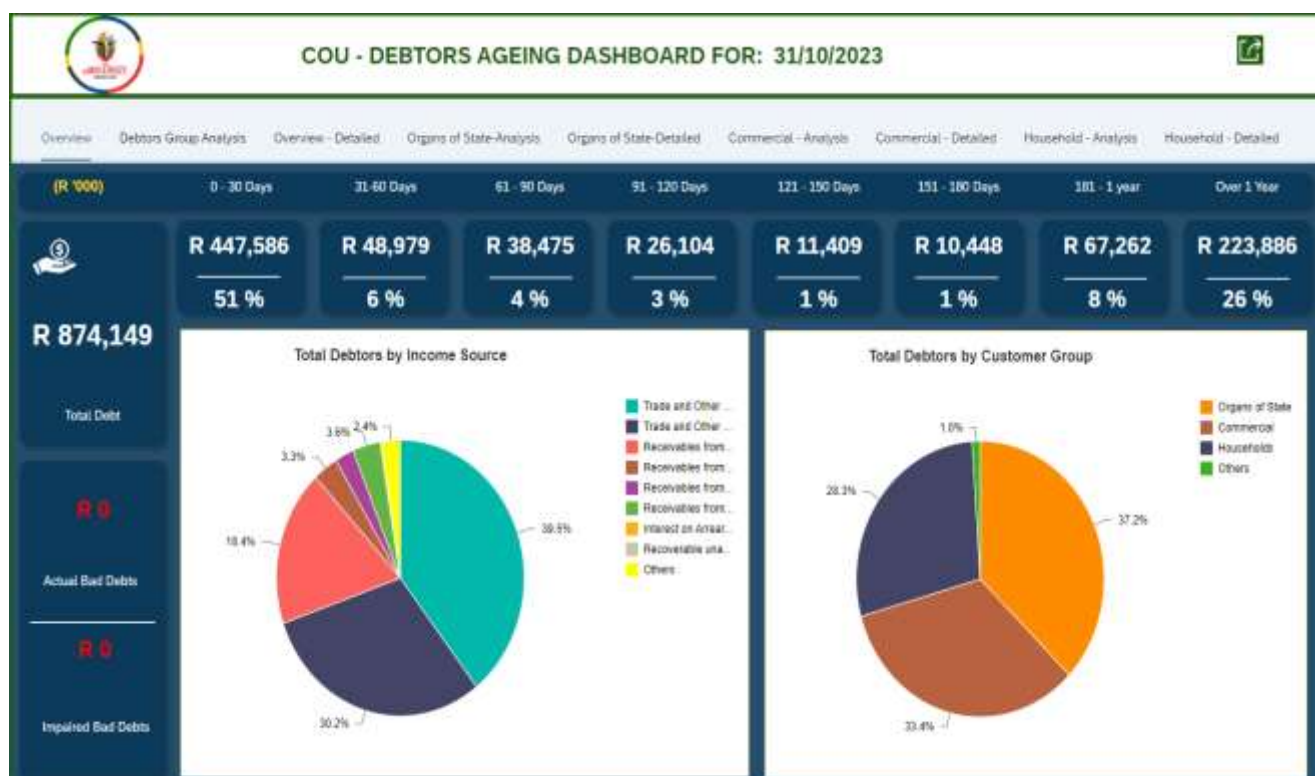 COU - DEBTORS AGEING DASHBOARD FOR: 31/10/2023
Overview Debtors Group Analysis Overview - Detailed Organs of State-Analysis Organs of State-Detailed Commercial - Analysis Commercial - Detailed Household - Analysis Household - Detailed
(R '000) 0 - 30 Days 31-60 Days 61 - 90 Days 91 - 120 Days 121 - 150 Days 151 - 180 Days 181 - 1 year Over 1 Year
R 447,586 R 48,979 R 38,475 R 26,104 R 11,409 R 10,448 R 67,262 R 223,886
51 % 6 % 4 % 3 % 1 % 1 % 8 % 26 %
R 874,149
Total Debt
R 0
Actual Bad Debts
R 0
Impaired Bad Debts
Total Debtors by Income Source
2.4%
3.6%
3.3%
18.4%
39.6%
30.2%
Trade and Other ...
Trade and Other ...
Receivables from...
Receivables from...
Receivables from...
Receivables from...
Interest on Arrear...
Recoverable una...
Others
Total Debtors by Customer Group
28.3%
37.2%
33.4%
Organs of State
Commercial
Households
Others